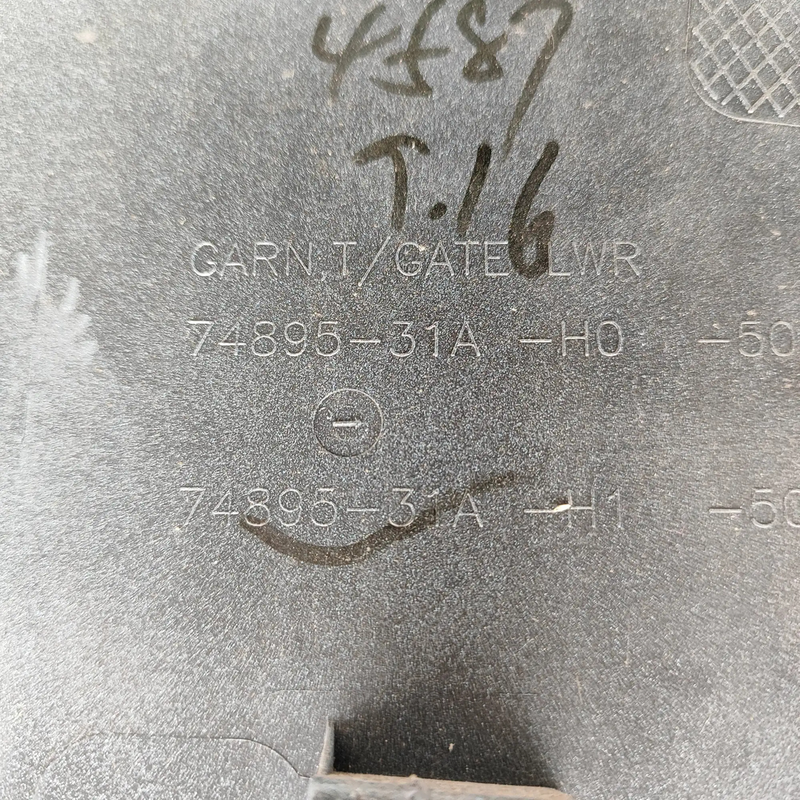 4587
T.16
GARN,T/GATE LWR
74895-31A -H0 -50
74895-31A -H1 -50